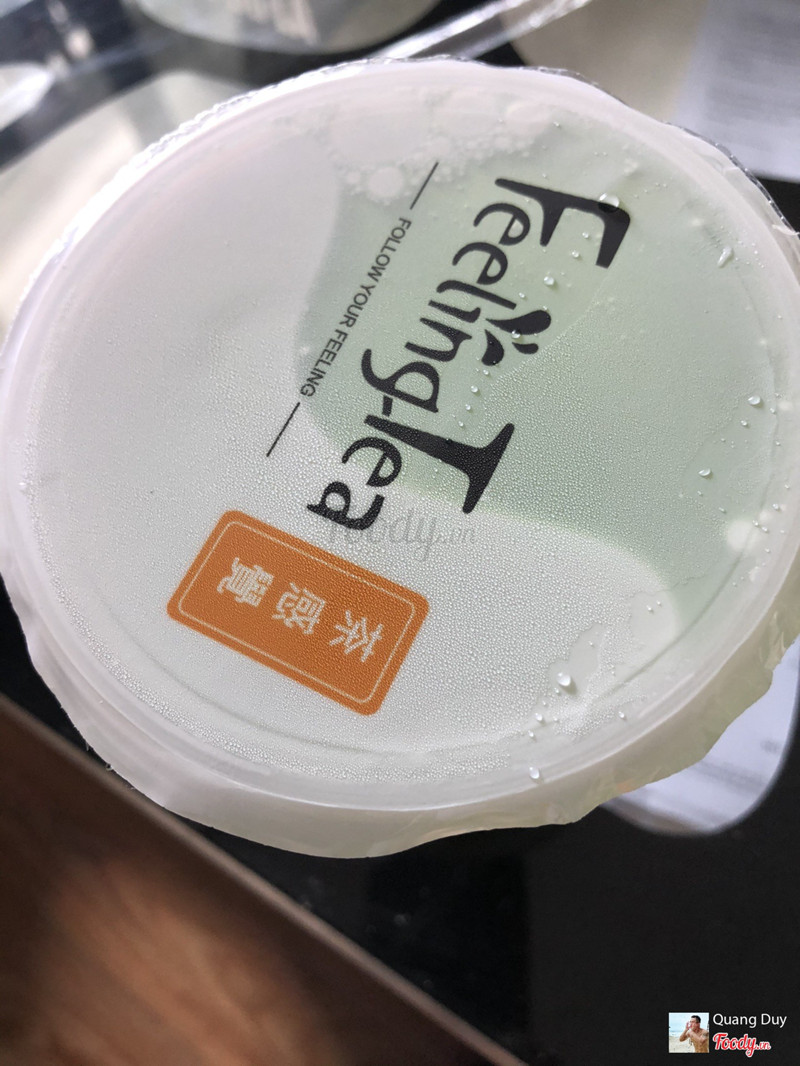 FeelingTea
FOLLOW YOUR FEELING
茶感覺
Foody.vn
Quang Duy
Foody.vn